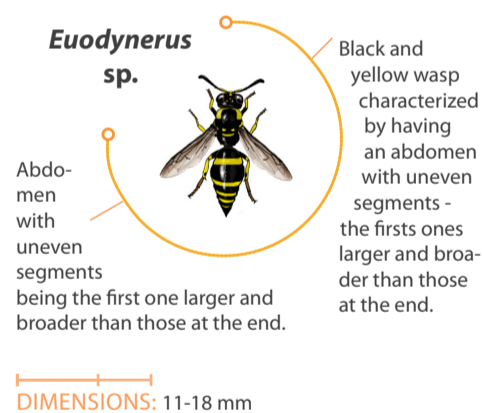 Euodynerus
sp.
Black and
yellow wasp
characterized
by having
an abdomen
with uneven
segments -
the firsts ones
larger and broa-
der than those
at the end.
Abdo-
men
with
uneven
segments
being the first one larger and
broader than those at the end.
DIMENSIONS: 11-18 mm